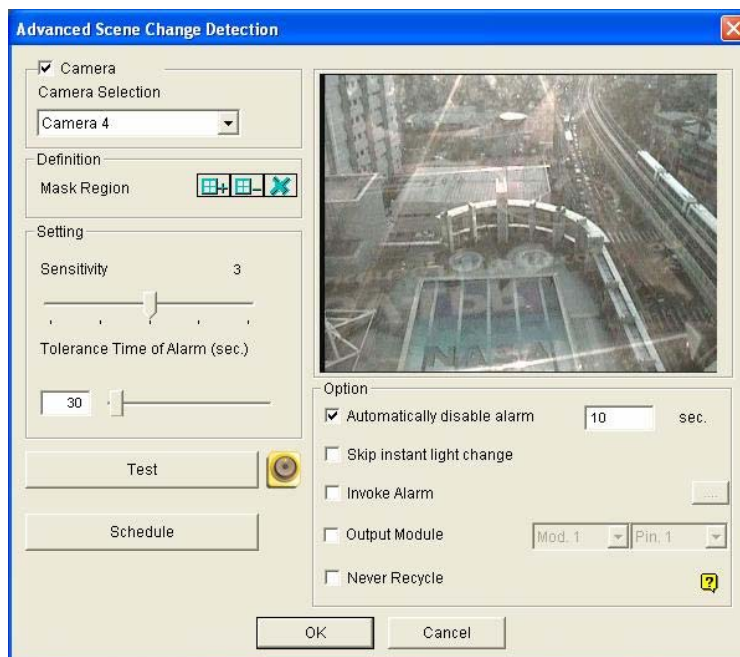 Advanced Scene Change Detection
Camera
Camera Selection
Camera 4
Definition
Mask Region
Setting
Sensitivity 3
Tolerance Time of Alarm (sec.)
30
Test
Schedule
NASA
Option
Automatically disable alarm 10 sec.
Skip instant light change
Invoke Alarm ....
Output Module Mod. 1 Pin. 1
Never Recycle ?
OK Cancel